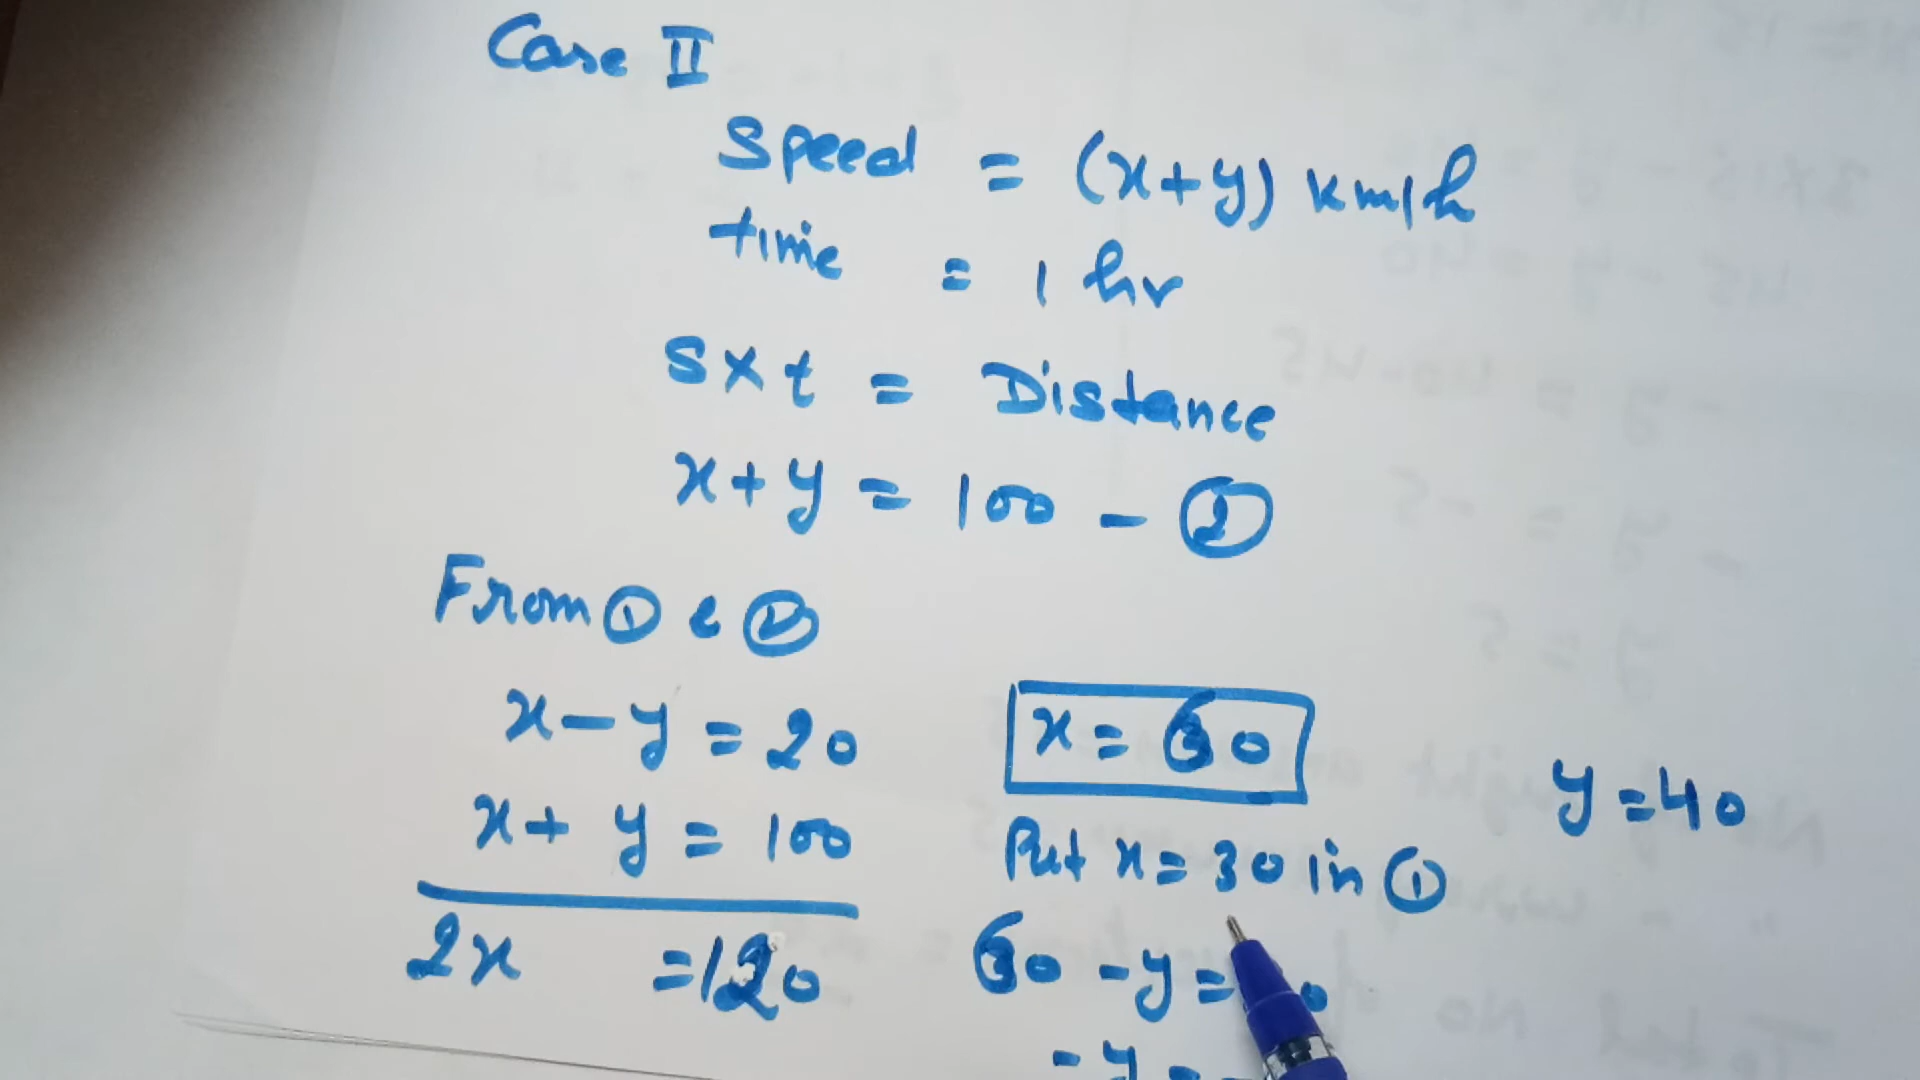 Case II
Speed = (x+y) km/h
time = 1 hr
s × t = Distance
x + y = 100 - ②
From ① & ②
x - y = 20
x + y = 100
2x = 120
x = 60
Put x = 30 in ①
60 - y =
- y =
y = 40